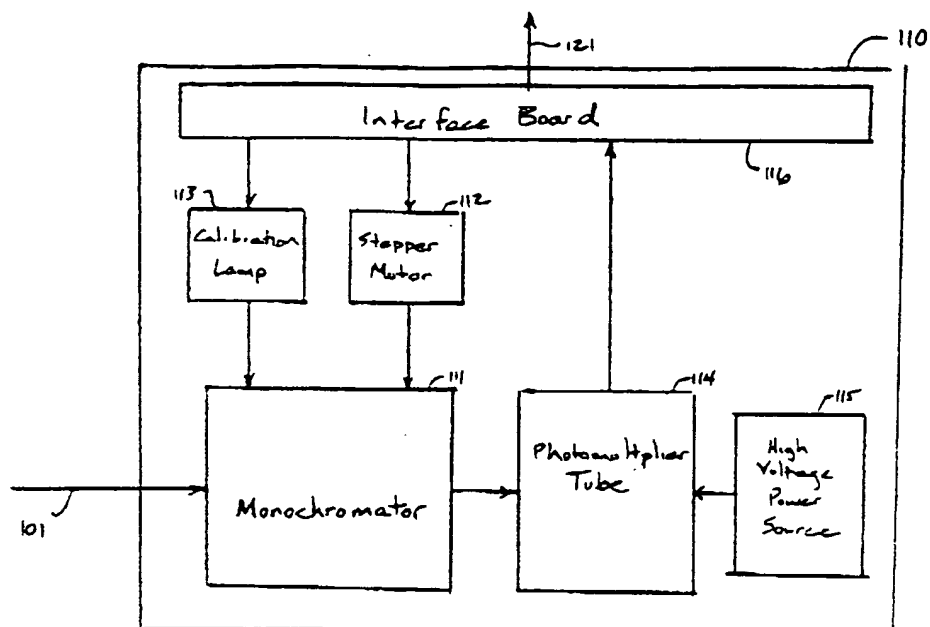 121
110
Interface Board
116
113
Calibration
Lamp
112
Stepper
Motor
111
Monochromator
101
114
Photomultplier
Tube
115
High
Voltage
Power
Source